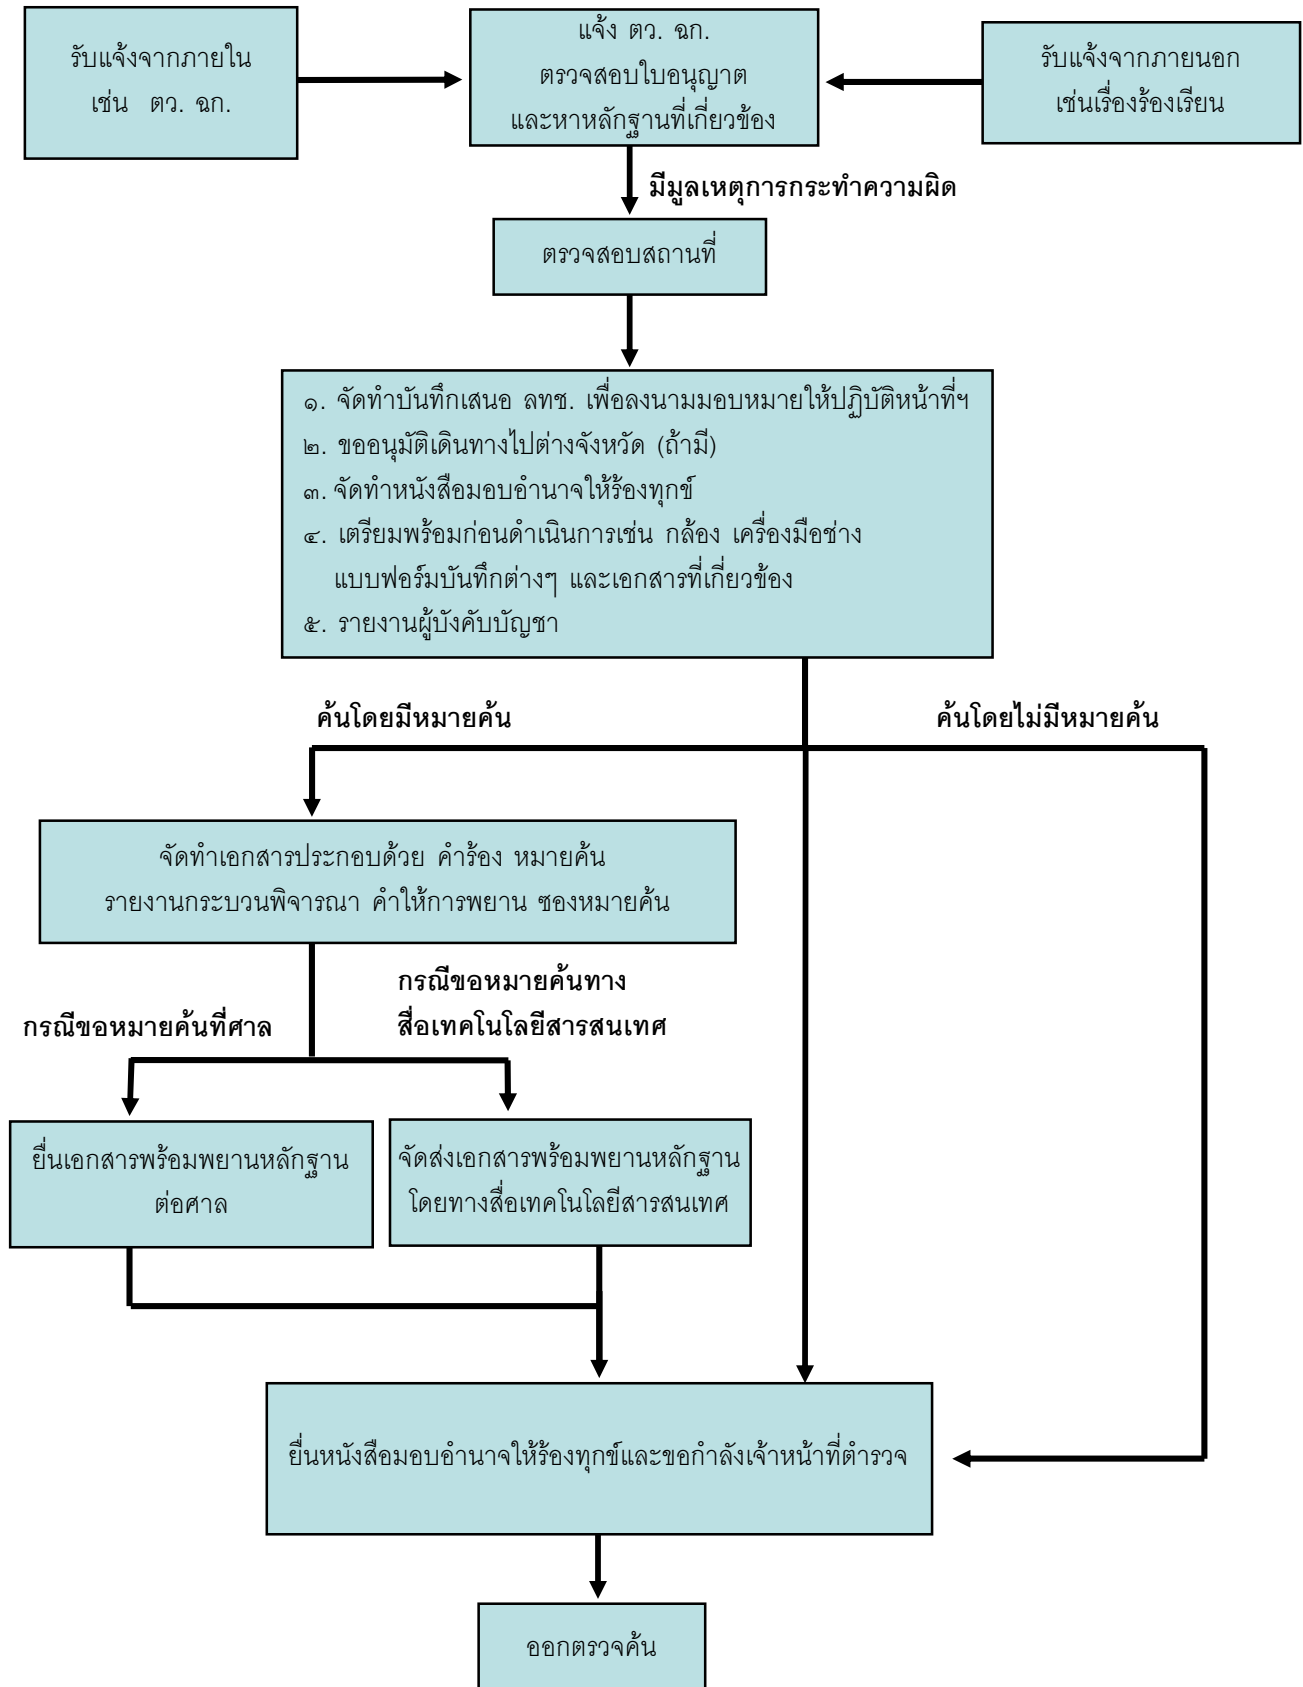 รับแจ้งจากภายใน
เช่น ตว. ฉก.
แจ้ง ตว. ฉก.
ตรวจสอบใบอนุญาต
และหาหลักฐานที่เกี่ยวข้อง
รับแจ้งจากภายนอก
เช่นเรื่องร้องเรียน
มีมูลเหตุการกระทำความผิด
ตรวจสอบสถานที่
๑. จัดทำบันทึกเสนอ ลทช. เพื่อลงนามมอบหมายให้ปฏิบัติหน้าที่ฯ
๒. ขออนุมัติเดินทางไปต่างจังหวัด (ถ้ามี)
๓. จัดทำหนังสือมอบอำนาจให้ร้องทุกข์
๔. เตรียมพร้อมก่อนดำเนินการเช่น กล้อง เครื่องมือช่าง
แบบฟอร์มบันทึกต่างๆ และเอกสารที่เกี่ยวข้อง
๕. รายงานผู้บังคับบัญชา
ค้นโดยมีหมายค้น
ค้นโดยไม่มีหมายค้น
จัดทำเอกสารประกอบด้วย คำร้อง หมายค้น
รายงานกระบวนพิจารณา คำให้การพยาน ซองหมายค้น
กรณีขอหมายค้นที่ศาล
กรณีขอหมายค้นทาง
สื่อเทคโนโลยีสารสนเทศ
ยื่นเอกสารพร้อมพยานหลักฐาน
ต่อศาล
จัดส่งเอกสารพร้อมพยานหลักฐาน
โดยทางสื่อเทคโนโลยีสารสนเทศ
ยื่นหนังสือมอบอำนาจให้ร้องทุกข์และขอกำลังเจ้าหน้าที่ตำรวจ
ออกตรวจค้น